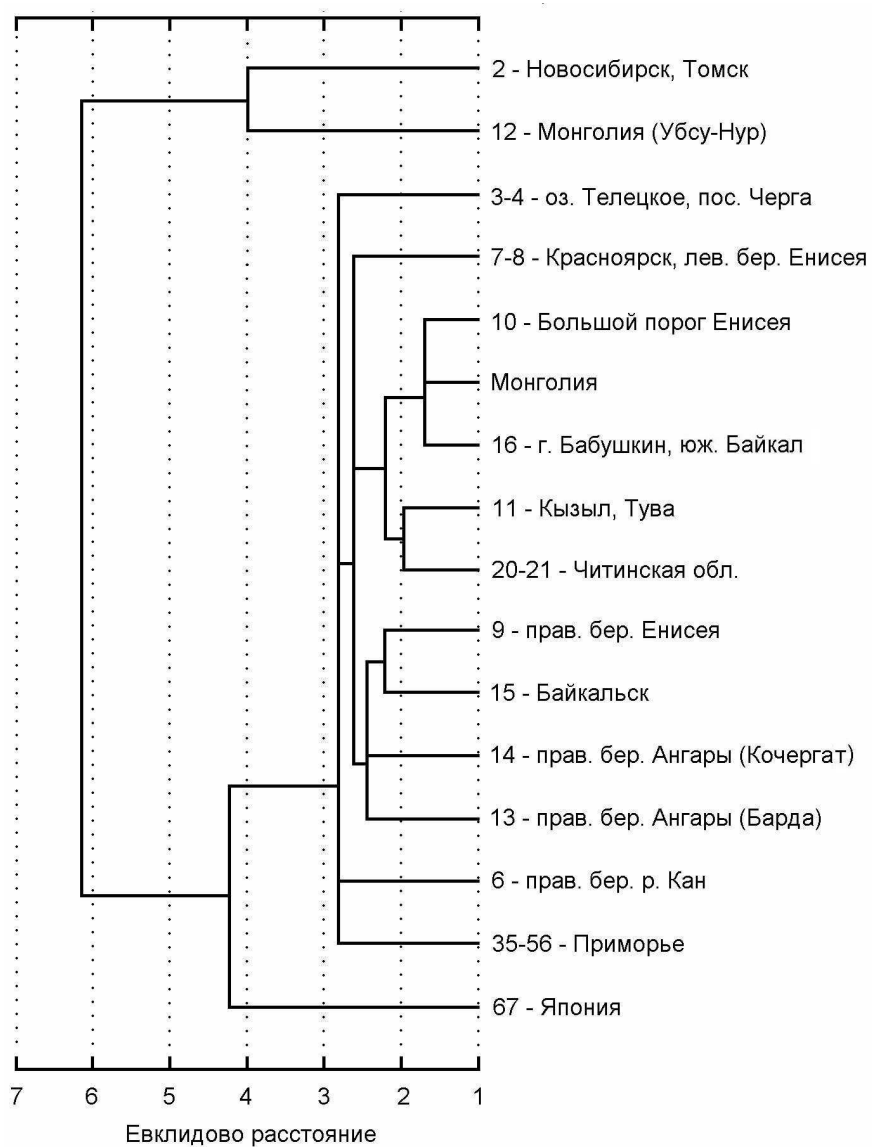 2 - Новосибирск, Томск
12 - Монголия (Убсу-Нур)
3-4 - оз. Телецкое, пос. Черга
7-8 - Красноярск, лев. бер. Енисея
10 - Большой порог Енисея
Монголия
16 - г. Бабушкин, юж. Байкал
11 - Кызыл, Тува
20-21 - Читинская обл.
9 - прав. бер. Енисея
15 - Байкальск
14 - прав. бер. Ангары (Кочергат)
13 - прав. бер. Ангары (Барда)
6 - прав. бер. р. Кан
35-56 - Приморье
67 - Япония
7 6 5 4 3 2 1
Евклидово расстояние